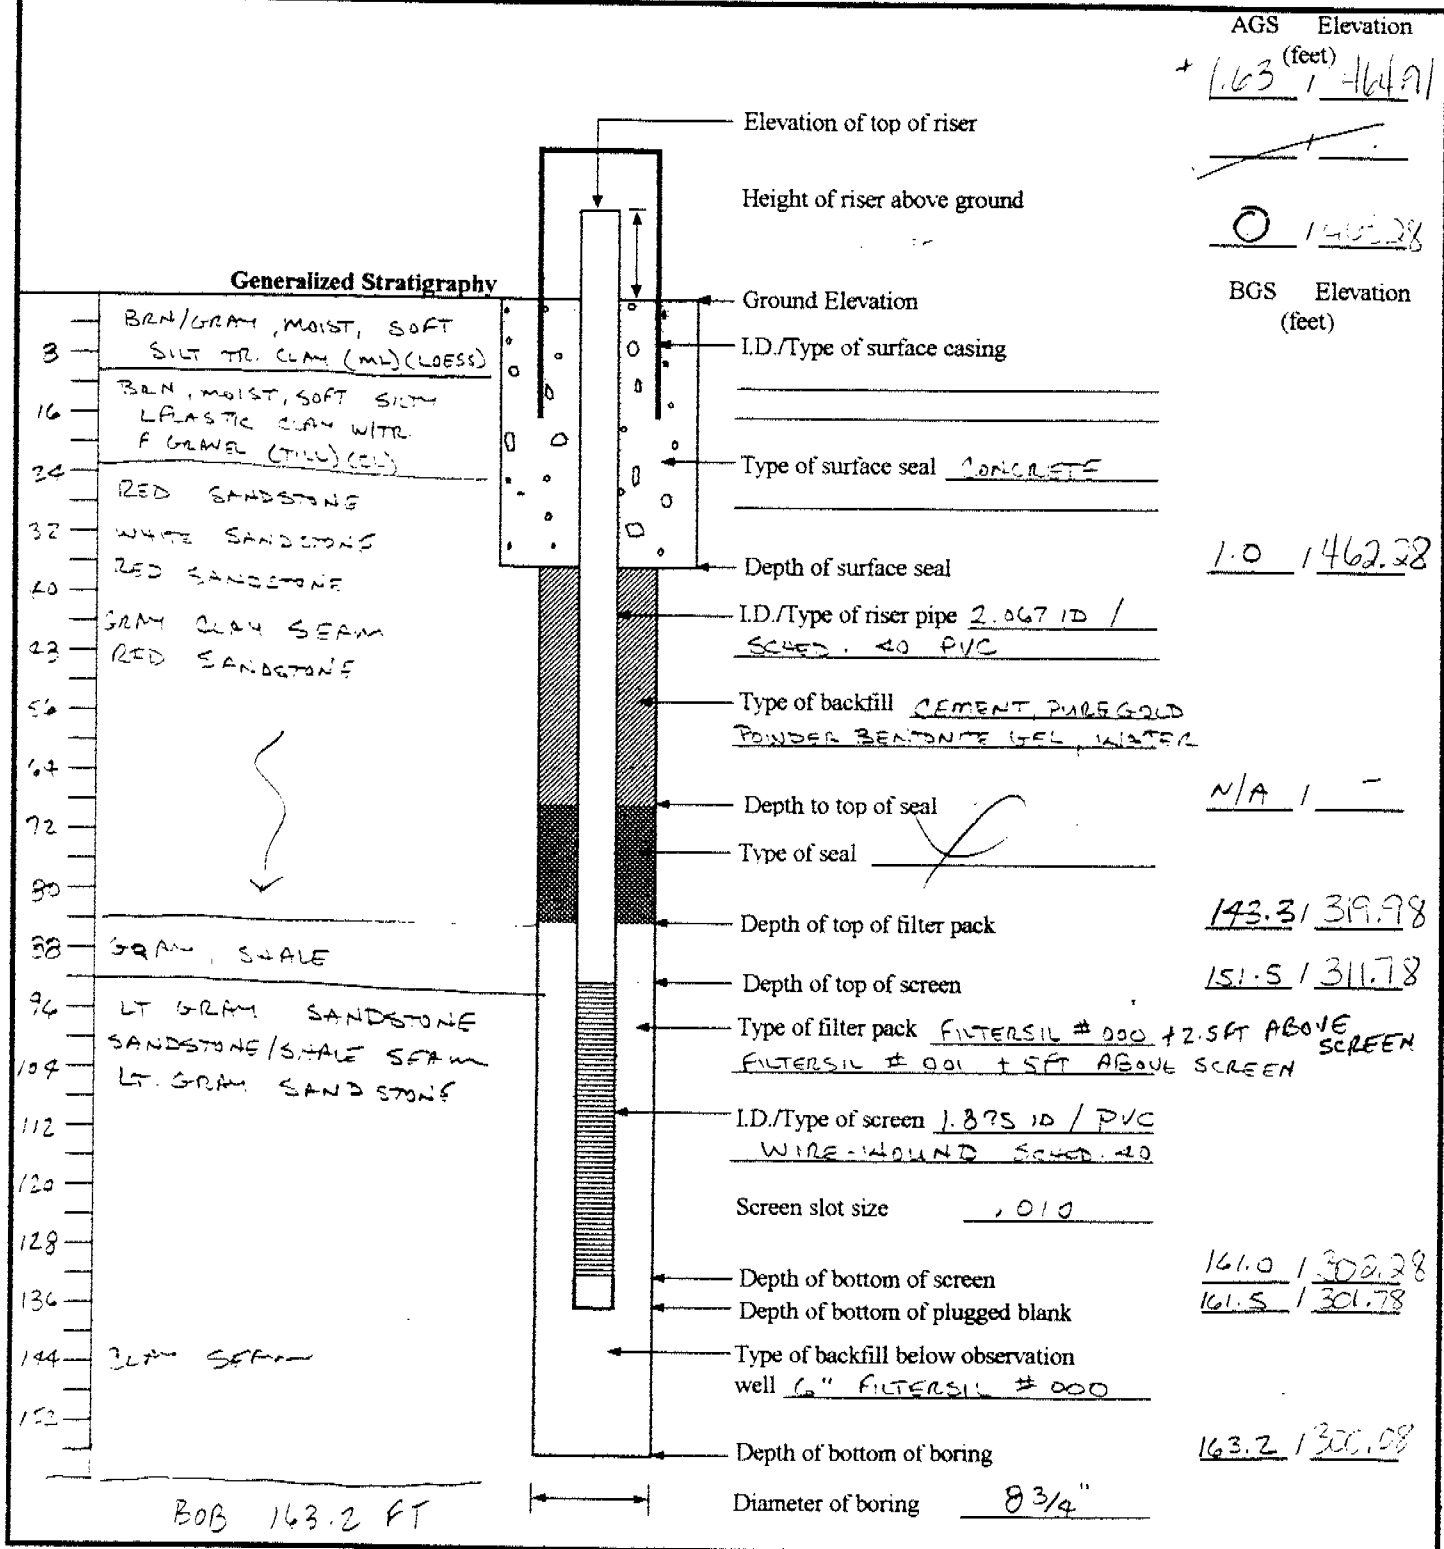 AGS Elevation
(feet)
+ 1.63 / 464.91
Elevation of top of riser
/
Height of riser above ground
0 / 463.28
Generalized Stratigraphy
Ground Elevation
BGS Elevation
(feet)
BRN/GRAY, MOIST, SOFT
SILT TR. CLAY (ML)(LOESS)
8
I.D./Type of surface casing
BRN, MOIST, SOFT SILTY
16
CLAY W/TR.
F GRAVEL (TILL)(CL)
24
Type of surface seal CONCRETE
RED SANDSTONE
32
WHITE SANDSTONE
RED SANDSTONE
Depth of surface seal 1.0 / 462.28
40
I.D./Type of riser pipe 2.067 ID /
SCHED. 40 PVC
GRAY CLAY SEAM
48
RED SANDSTONE
56
Type of backfill CEMENT, PUREGOLD
POWDER BENTONITE GEL, WATER
64
Depth to top of seal N/A / -
72
Type of seal
80
Depth of top of filter pack 143.3 / 319.98
88
GRAY, SHALE
Depth of top of screen 151.5 / 311.78
96
LT GRAY SANDSTONE
Type of filter pack FILTERSIL # 000 +2.5FT ABOVE SCREEN
FILTERSIL # 001 + 5FT ABOVE SCREEN
SANDSTONE/SHALE SEAM
104
LT. GRAY SANDSTONE
112
I.D./Type of screen 1.875 ID / PVC
WIRE-WOUND SCHED. 40
120
Screen slot size .010
128
Depth of bottom of screen 161.0 / 302.28
136
Depth of bottom of plugged blank 161.5 / 301.78
144
CLAY SEAM
Type of backfill below observation
well 6" FILTERSIL # 000
152
Depth of bottom of boring 163.2 / 300.08
BOB 163.2 FT
Diameter of boring 8 3/4"